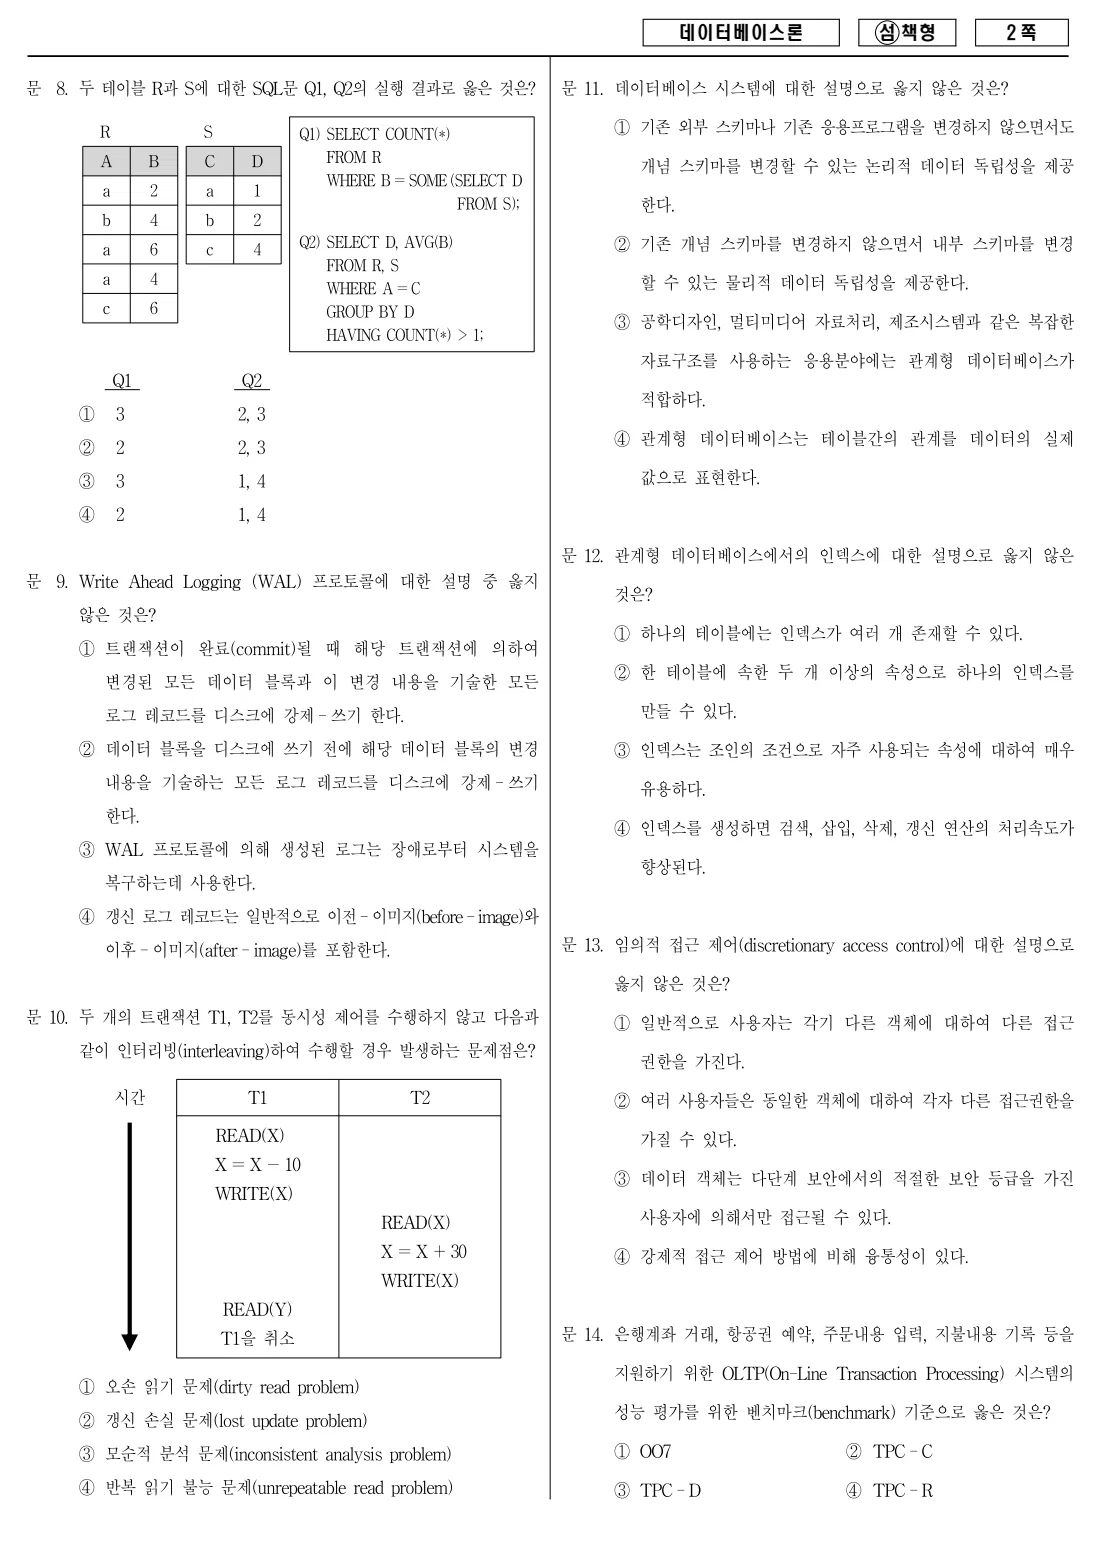 데이터베이스론
섬책형
2쪽
문 8. 두 테이블 R과 S에 대한 SQL문 Q1, Q2의 실행 결과로 옳은 것은?
R
A B
a 2
b 4
a 6
a 4
c 6
S
C D
a 1
b 2
c 4
Q1) SELECT COUNT(*)
FROM R
WHERE B = SOME (SELECT D
FROM S);
Q2) SELECT D, AVG(B)
FROM R, S
WHERE A = C
GROUP BY D
HAVING COUNT(*) > 1;
Q1 Q2
① 3 2, 3
② 2 2, 3
③ 3 1, 4
④ 2 1, 4
문 9. Write Ahead Logging (WAL) 프로토콜에 대한 설명 중 옳지
않은 것은?
① 트랜잭션이 완료(commit)될 때 해당 트랜잭션에 의하여
변경된 모든 데이터 블록과 이 변경 내용을 기술한 모든
로그 레코드를 디스크에 강제-쓰기 한다.
② 데이터 블록을 디스크에 쓰기 전에 해당 데이터 블록의 변경
내용을 기술하는 모든 로그 레코드를 디스크에 강제-쓰기
한다.
③ WAL 프로토콜에 의해 생성된 로그는 장애로부터 시스템을
복구하는데 사용한다.
④ 갱신 로그 레코드는 일반적으로 이전-이미지(before-image)와
이후-이미지(after-image)를 포함한다.
문 10. 두 개의 트랜잭션 T1, T2를 동시성 제어를 수행하지 않고 다음과
같이 인터리빙(interleaving)하여 수행할 경우 발생하는 문제점은?
시간
T1 T2
READ(X)
X = X - 10
WRITE(X)
READ(X)
X = X + 30
WRITE(X)
READ(Y)
T1을 취소
① 오손 읽기 문제(dirty read problem)
② 갱신 손실 문제(lost update problem)
③ 모순적 분석 문제(inconsistent analysis problem)
④ 반복 읽기 불능 문제(unrepeatable read problem)
문 11. 데이터베이스 시스템에 대한 설명으로 옳지 않은 것은?
① 기존 외부 스키마나 기존 응용프로그램을 변경하지 않으면서도
개념 스키마를 변경할 수 있는 논리적 데이터 독립성을 제공
한다.
② 기존 개념 스키마를 변경하지 않으면서 내부 스키마를 변경
할 수 있는 물리적 데이터 독립성을 제공한다.
③ 공학디자인, 멀티미디어 자료처리, 제조시스템과 같은 복잡한
자료구조를 사용하는 응용분야에는 관계형 데이터베이스가
적합하다.
④ 관계형 데이터베이스는 테이블간의 관계를 데이터의 실제
값으로 표현한다.
문 12. 관계형 데이터베이스에서의 인덱스에 대한 설명으로 옳지 않은
것은?
① 하나의 테이블에는 인덱스가 여러 개 존재할 수 있다.
② 한 테이블에 속한 두 개 이상의 속성으로 하나의 인덱스를
만들 수 있다.
③ 인덱스는 조인의 조건으로 자주 사용되는 속성에 대하여 매우
유용하다.
④ 인덱스를 생성하면 검색, 삽입, 삭제, 갱신 연산의 처리속도가
향상된다.
문 13. 임의적 접근 제어(discretionary access control)에 대한 설명으로
옳지 않은 것은?
① 일반적으로 사용자는 각기 다른 객체에 대하여 다른 접근
권한을 가진다.
② 여러 사용자들은 동일한 객체에 대하여 각자 다른 접근권한을
가질 수 있다.
③ 데이터 객체는 다단계 보안에서의 적절한 보안 등급을 가진
사용자에 의해서만 접근될 수 있다.
④ 강제적 접근 제어 방법에 비해 융통성이 있다.
문 14. 은행계좌 거래, 항공권 예약, 주문내용 입력, 지불내용 기록 등을
지원하기 위한 OLTP(On-Line Transaction Processing) 시스템의
성능 평가를 위한 벤치마크(benchmark) 기준으로 옳은 것은?
① OO7 ② TPC-C
③ TPC-D ④ TPC-R